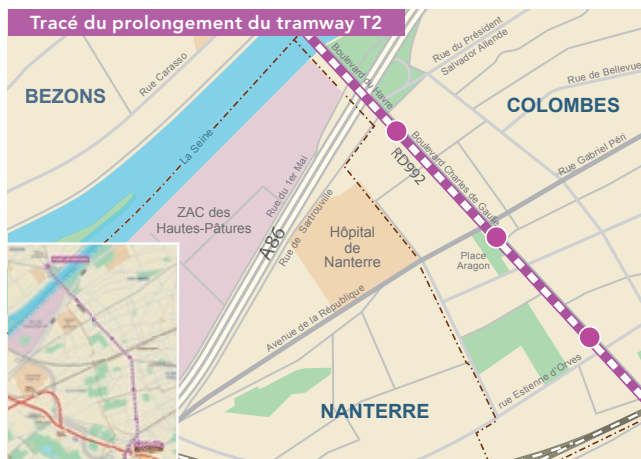 Tracé du prolongement du tramway T2
BEZONS
Rue Carasso
La Seine
Boulevard du Havre
Rue du Président
Salvador Allende
Rue de Bellevue
COLOMBES
RD992
Boulevard Charles de Gaulle
Rue Gabriel Péri
ZAC des
Hautes-Pâtures
Rue du 1er Mai
A86
Rue de Sartrouville
Hôpital
de
Nanterre
Place
Aragon
Avenue de la République
rue Estienne d'Orves
NANTERRE